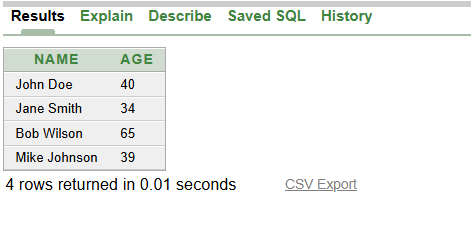 Results Explain Describe Saved SQL History
NAME AGE
John Doe 40
Jane Smith 34
Bob Wilson 65
Mike Johnson 39
4 rows returned in 0.01 seconds CSV Export